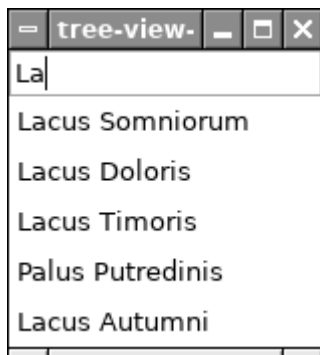 tree-view-
La
Lacus Somniorum
Lacus Doloris
Lacus Timoris
Palus Putredinis
Lacus Autumni